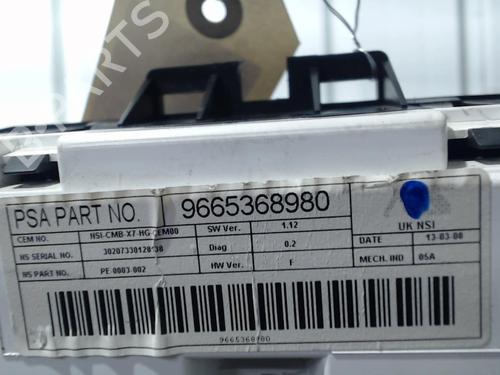 PSA PART NO. 9665368980 UK NSI
CEM NO. NSI-CMB-X7-HG-CEM00 SW Ver. 1.12 DATE 13-03-08
NS SERIAL NO. 3020733012 Diag 0.2 MECH. IND 05A
NS PART NO. PE-0003-002 HW Ver. F
9665368980